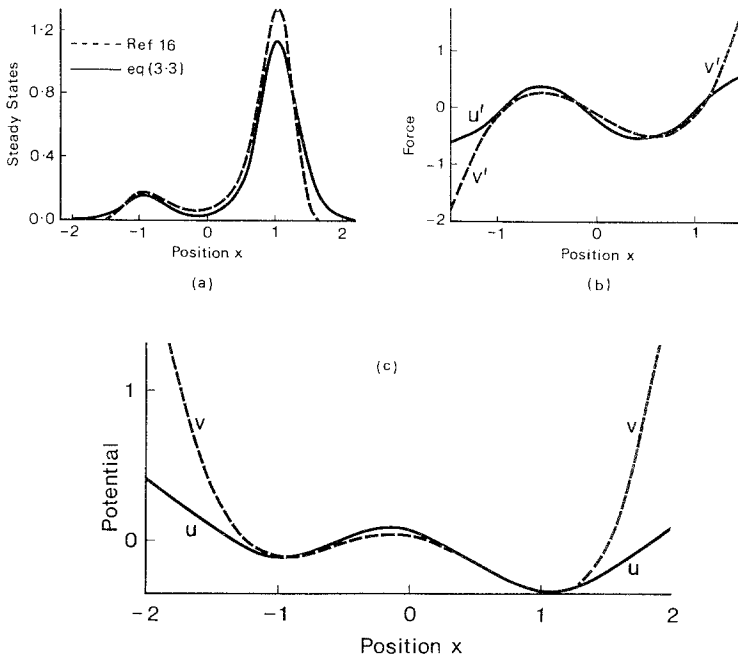 1·2
Ref 16
eq (3·3)
0·8
Steady States
0·4
0·0
-2 -1 0 1 2
Position x
(a)
1
0
-1
-2
Force
u'
v'
v'
-1 0 1
Position x
(b)
(c)
1
0
Potential
v
u
v
u
-2 -1 0 1 2
Position x